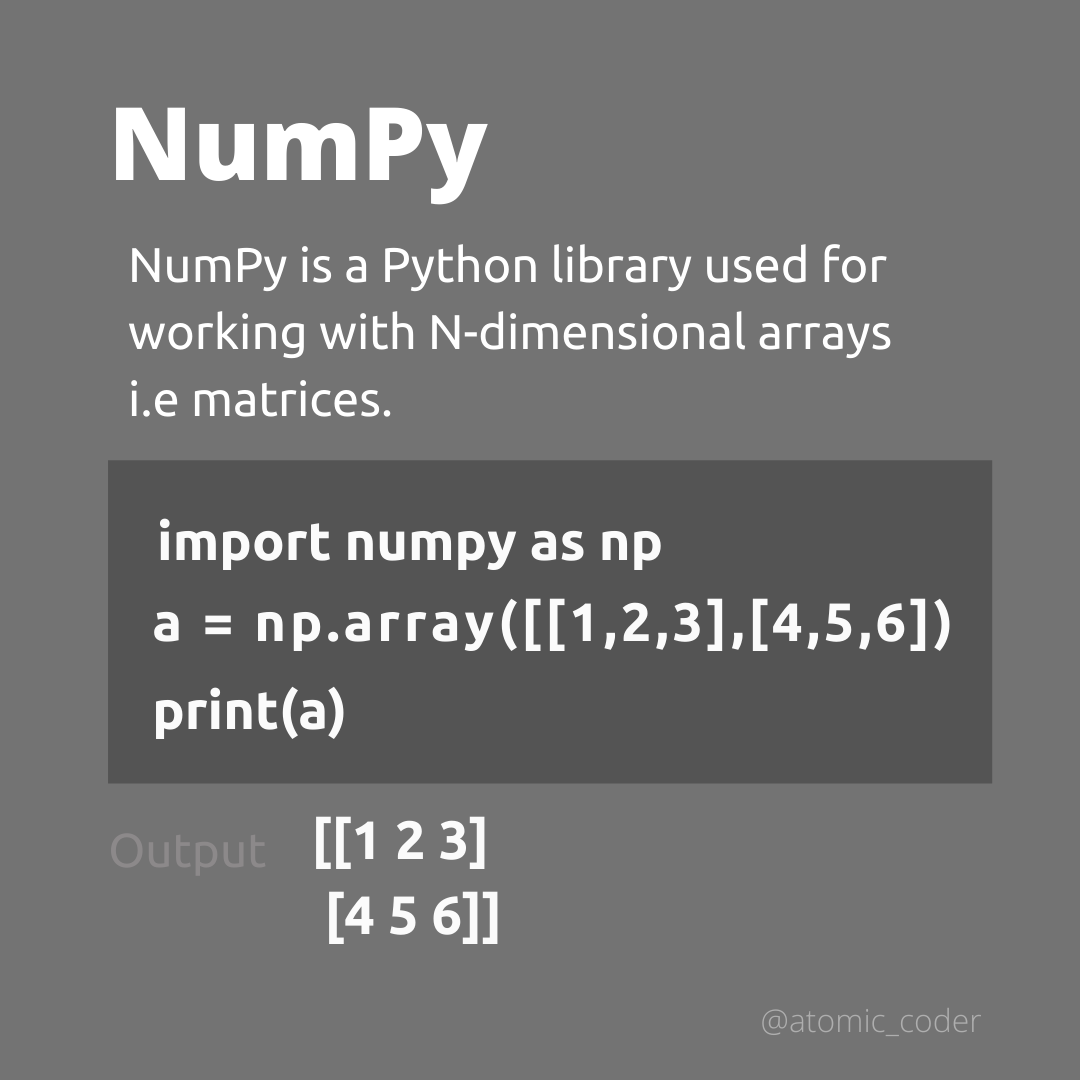 NumPy
NumPy is a Python library used for
working with N-dimensional arrays
i.e matrices.
import numpy as np
a = np.array([[1,2,3],[4,5,6])
print(a)
Output [[1 2 3]
[4 5 6]]
@atomic_coder